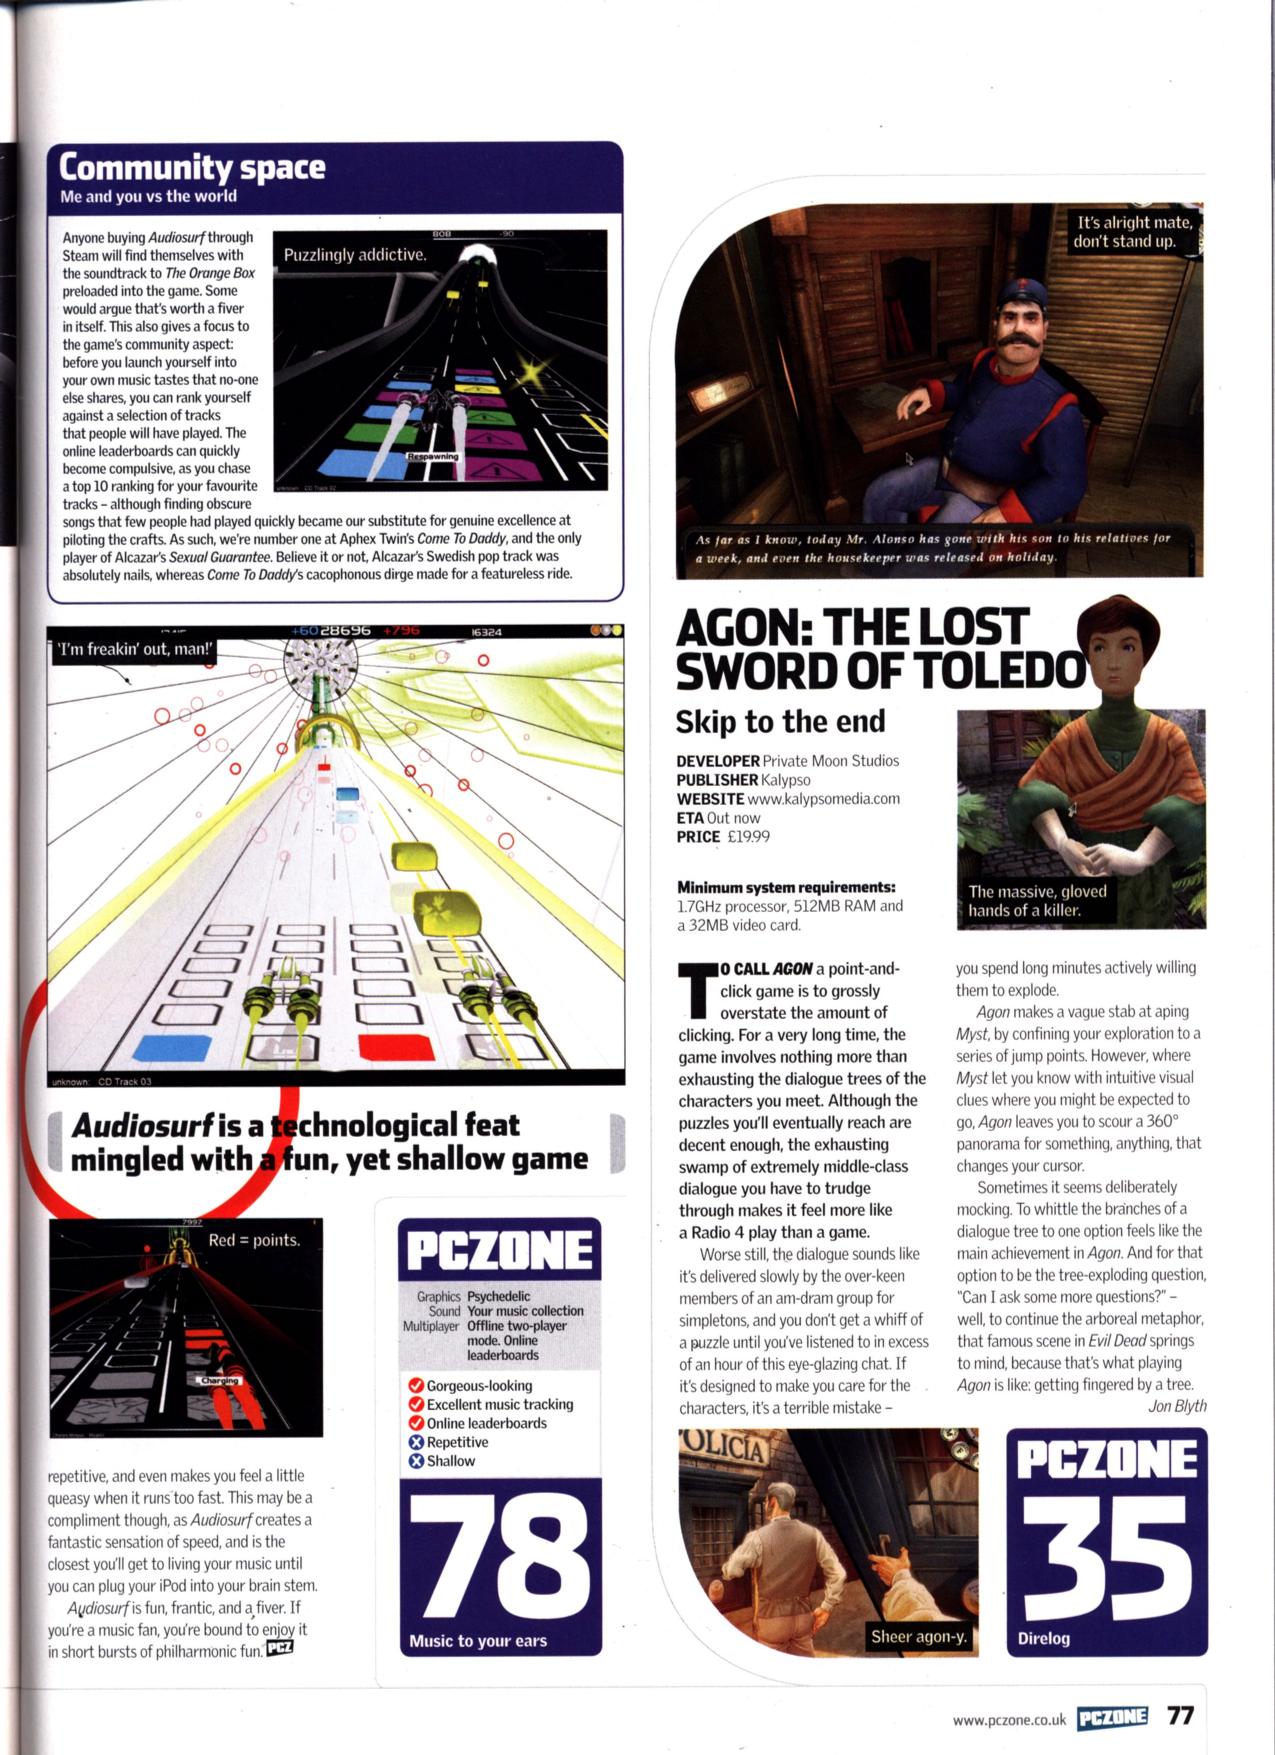 Community space
Me and you vs the world
Anyone buying Audiosurf through
Steam will find themselves with
the soundtrack to The Orange Box
preloaded into the game. Some
would argue that's worth a fiver
in itself. This also gives a focus to
the game's community aspect:
before you launch yourself into
your own music tastes that no-one
else shares, you can rank yourself
against a selection of tracks
that people will have played. The
online leaderboards can quickly
become compulsive, as you chase
a top 10 ranking for your favourite
tracks – although finding obscure
songs that few people had played quickly became our substitute for genuine excellence at
piloting the crafts. As such, we're number one at Aphex Twin's Come To Daddy, and the only
player of Alcazar's Sexual Guarantee. Believe it or not, Alcazar's Swedish pop track was
absolutely nails, whereas Come To Daddy's cacophonous dirge made for a featureless ride.
808 -90
Puzzlingly addictive.
Respawning
unknown: CD Track 02
+60 28696 +796 16324
'I'm freakin' out, man!'
unknown: CD Track 03
Audiosurf is a technological feat
mingled with a fun, yet shallow game
7992
Red = points.
Charging
repetitive, and even makes you feel a little
queasy when it runs too fast. This may be a
compliment though, as Audiosurf creates a
fantastic sensation of speed, and is the
closest you'll get to living your music until
you can plug your iPod into your brain stem.
Audiosurf is fun, frantic, and a fiver. If
you're a music fan, you're bound to enjoy it
in short bursts of philharmonic fun. PCZ
PCZONE
Graphics Psychedelic
Sound Your music collection
Multiplayer Offline two-player
mode. Online
leaderboards
Gorgeous-looking
Excellent music tracking
Online leaderboards
Repetitive
Shallow
78
Music to your ears
It's alright mate,
don't stand up.
As far as I know, today Mr. Alonso has gone with his son to his relatives for
a week, and even the housekeeper was released on holiday.
AGON: THE LOST
SWORD OF TOLEDO
Skip to the end
DEVELOPER Private Moon Studios
PUBLISHER Kalypso
WEBSITE www.kalypsomedia.com
ETA Out now
PRICE £19.99
Minimum system requirements:
1.7GHz processor, 512MB RAM and
a 32MB video card.
The massive, gloved
hands of a killer.
TO CALL AGON a point-and-
click game is to grossly
overstate the amount of
clicking. For a very long time, the
game involves nothing more than
exhausting the dialogue trees of the
characters you meet. Although the
puzzles you'll eventually reach are
decent enough, the exhausting
swamp of extremely middle-class
dialogue you have to trudge
through makes it feel more like
a Radio 4 play than a game.
Worse still, the dialogue sounds like
it's delivered slowly by the over-keen
members of an am-dram group for
simpletons, and you don't get a whiff of
a puzzle until you've listened to in excess
of an hour of this eye-glazing chat. If
it's designed to make you care for the
characters, it's a terrible mistake –
you spend long minutes actively willing
them to explode.
Agon makes a vague stab at aping
Myst, by confining your exploration to a
series of jump points. However, where
Myst let you know with intuitive visual
clues where you might be expected to
go, Agon leaves you to scour a 360°
panorama for something, anything, that
changes your cursor.
Sometimes it seems deliberately
mocking. To whittle the branches of a
dialogue tree to one option feels like the
main achievement in Agon. And for that
option to be the tree-exploding question,
"Can I ask some more questions?" –
well, to continue the arboreal metaphor,
that famous scene in Evil Dead springs
to mind, because that's what playing
Agon is like: getting fingered by a tree.
Jon Blyth
OLICÍA
Sheer agon-y.
PCZONE
35
Direlog
www.pczone.co.uk PCZONE 77